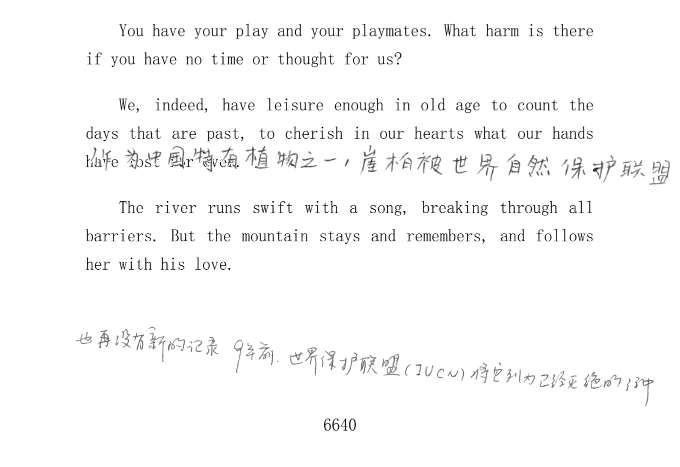 You have your play and your playmates. What harm is there
if you have no time or thought for us?
We, indeed, have leisure enough in old age to count the
days that are past, to cherish in our hearts what our hands
have lost for ever.
作为中国特有植物之一，崖柏被世界自然保护联盟
The river runs swift with a song, breaking through all
barriers. But the mountain stays and remembers, and follows
her with his love.
也再没有新的记录。9年前，世界保护联盟(IUCN)将它列为已经灭绝的3种
6640